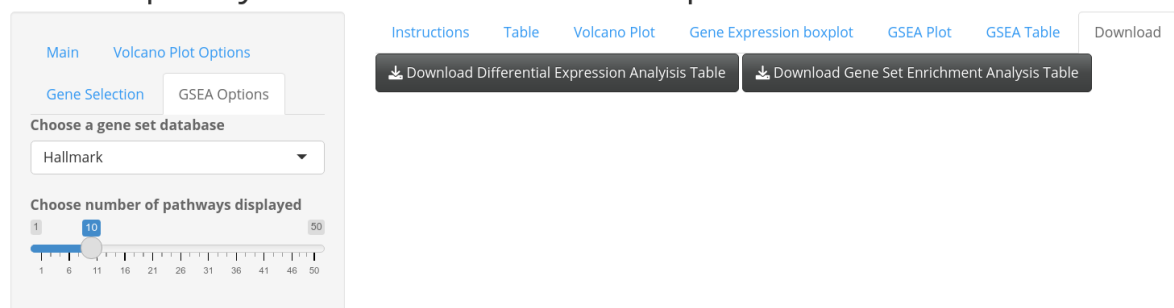 Main Volcano Plot Options
Gene Selection GSEA Options
Choose a gene set database
Hallmark
Choose number of pathways displayed
1 10 50
1 6 11 16 21 26 31 36 41 46 50
Instructions Table Volcano Plot Gene Expression boxplot GSEA Plot GSEA Table Download
Download Differential Expression Analyisis Table Download Gene Set Enrichment Analysis Table